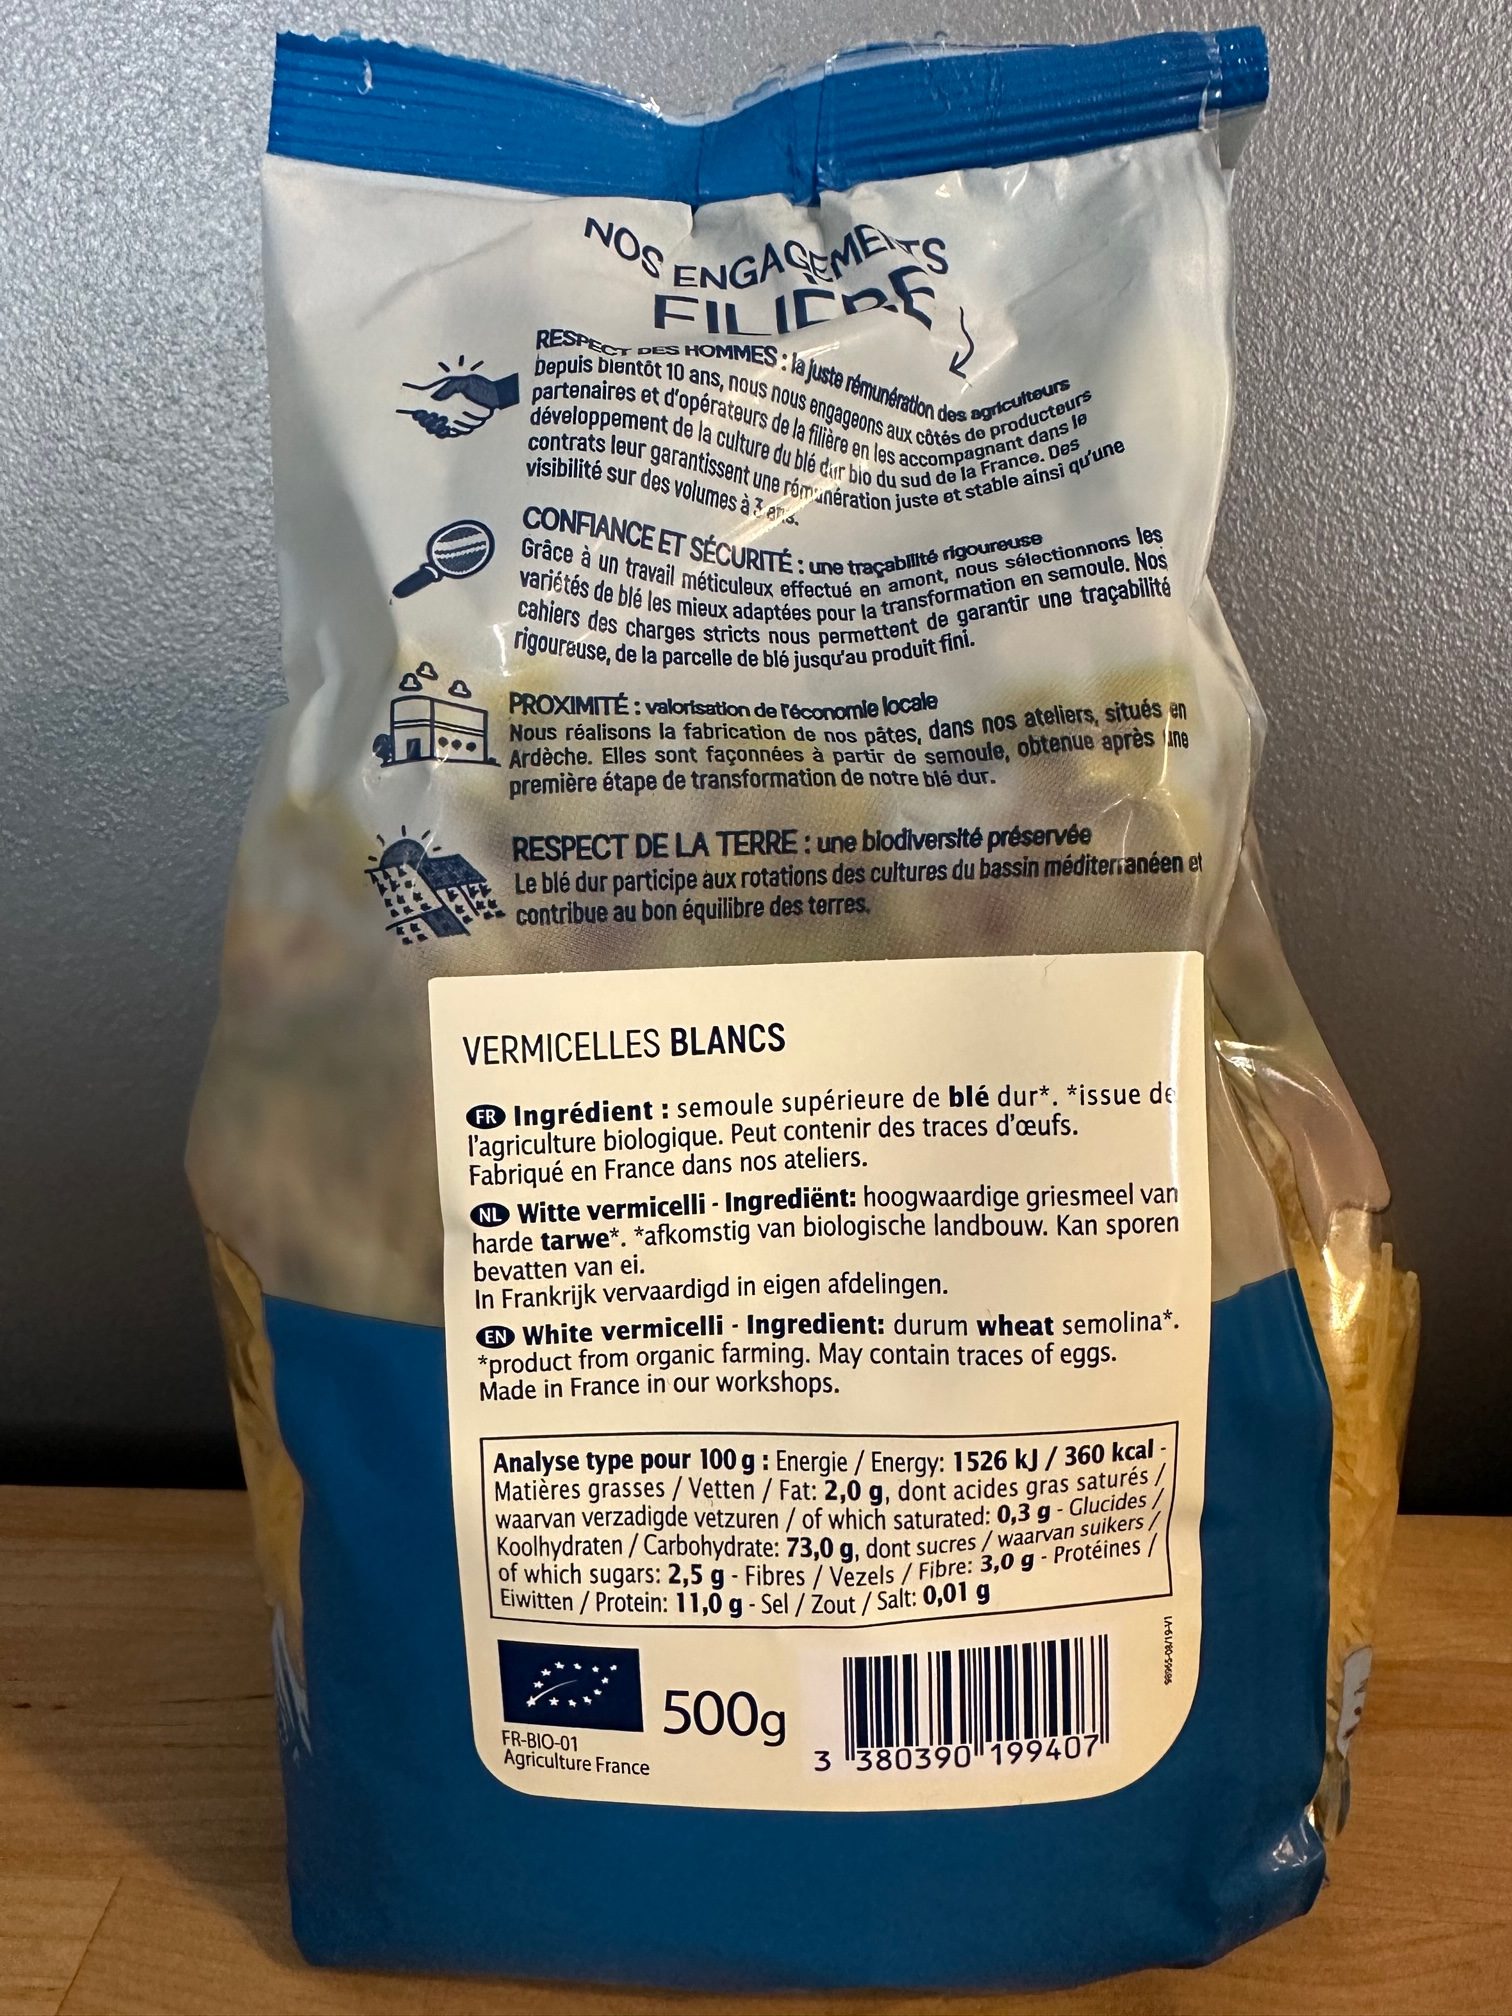 NOS ENGAGEMENTS
FILIÈRE
RESPECT DES HOMMES : la juste rémunération des agriculteurs
Depuis bientôt 10 ans, nous nous engageons aux côtés de producteurs
partenaires et d'opérateurs de la filière en les accompagnant dans le
développement de la culture du blé dur bio du sud de la France. Des
contrats leur garantissent une rémunération juste et stable ainsi qu'une
visibilité sur des volumes à 3 ans.
CONFIANCE ET SÉCURITÉ : une traçabilité rigoureuse
Grâce à un travail méticuleux effectué en amont, nous sélectionnons les
variétés de blé les mieux adaptées pour la transformation en semoule. Nos
cahiers des charges stricts nous permettent de garantir une traçabilité
rigoureuse, de la parcelle de blé jusqu'au produit fini.
PROXIMITÉ : valorisation de l'économie locale
Nous réalisons la fabrication de nos pâtes, dans nos ateliers, situés en
Ardèche. Elles sont façonnées à partir de semoule, obtenue après une
première étape de transformation de notre blé dur.
RESPECT DE LA TERRE : une biodiversité préservée
Le blé dur participe aux rotations des cultures du bassin méditerranéen et
contribue au bon équilibre des terres.
VERMICELLES BLANCS
FR Ingrédient : semoule supérieure de blé dur*. *issue de
l'agriculture biologique. Peut contenir des traces d'œufs.
Fabriqué en France dans nos ateliers.
NL Witte vermicelli - Ingrediënt: hoogwaardige griesmeel van
harde tarwe*. *afkomstig van biologische landbouw. Kan sporen
bevatten van ei.
In Frankrijk vervaardigd in eigen afdelingen.
EN White vermicelli - Ingredient: durum wheat semolina*.
*product from organic farming. May contain traces of eggs.
Made in France in our workshops.
Analyse type pour 100 g : Energie / Energy: 1526 kJ / 360 kcal -
Matières grasses / Vetten / Fat: 2,0 g, dont acides gras saturés /
waarvan verzadigde vetzuren / of which saturated: 0,3 g - Glucides /
Koolhydraten / Carbohydrate: 73,0 g, dont sucres / waarvan suikers /
of which sugars: 2,5 g - Fibres / Vezels / Fibre: 3,0 g - Protéines /
Eiwitten / Protein: 11,0 g - Sel / Zout / Salt: 0,01 g
FR-BIO-01
Agriculture France
500g
3 380390 199407